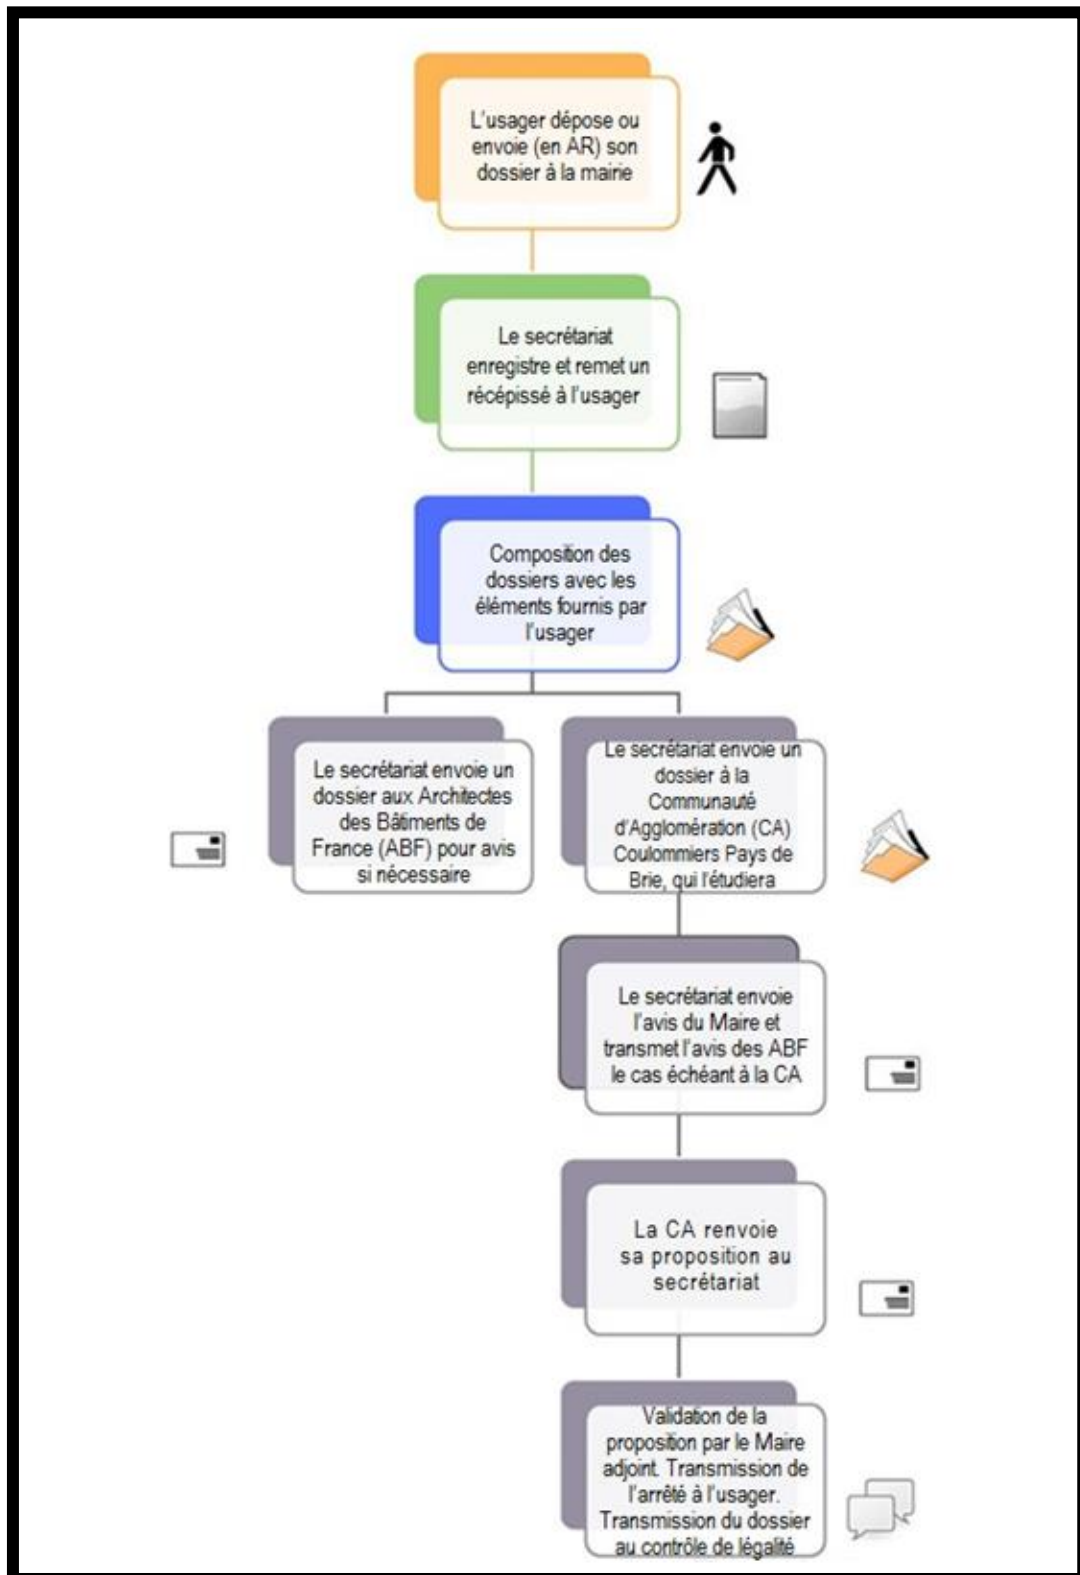 L'usager dépose ou
envoie (en AR) son
dossier à la mairie
Le secrétariat
enregistre et remet un
récépissé à l'usager
Composition des
dossiers avec les
éléments fournis par
l'usager
Le secrétariat envoie un
dossier aux Architectes
des Bâtiments de
France (ABF) pour avis
si nécessaire
Le secrétariat envoie un
dossier à la
Communauté
d'Agglomération (CA)
Coulommiers Pays de
Brie, qui l'étudiera
Le secrétariat envoie
l'avis du Maire et
transmet l'avis des ABF
le cas échéant à la CA
La CA renvoie
sa proposition au
secrétariat
Validation de la
proposition par le Maire
adjoint. Transmission de
l'arrêté à l'usager.
Transmission du dossier
au contrôle de légalité